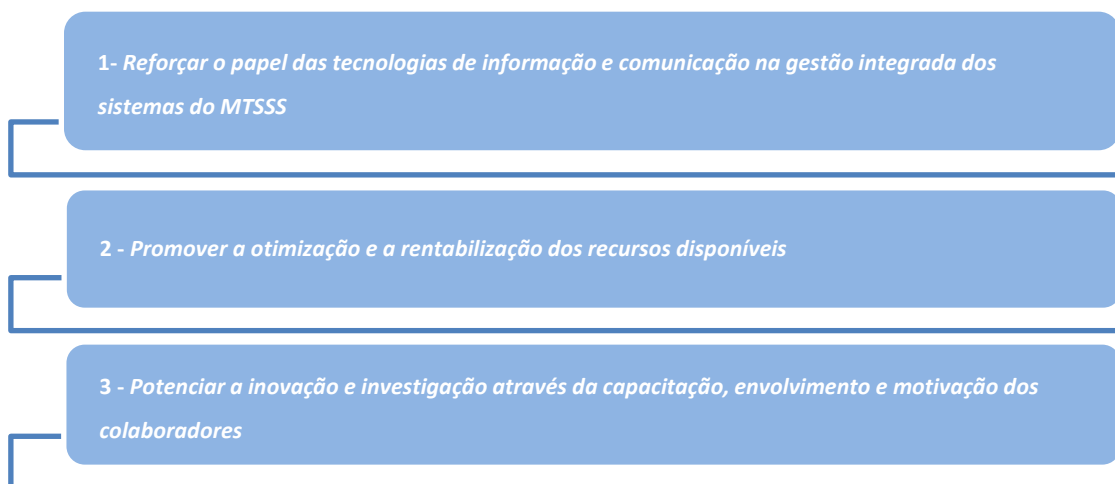 1- Reforçar o papel das tecnologias de informação e comunicação na gestão integrada dos
sistemas do MTSSS
2 - Promover a otimização e a rentabilização dos recursos disponíveis
3 - Potenciar a inovação e investigação através da capacitação, envolvimento e motivação dos
colaboradores